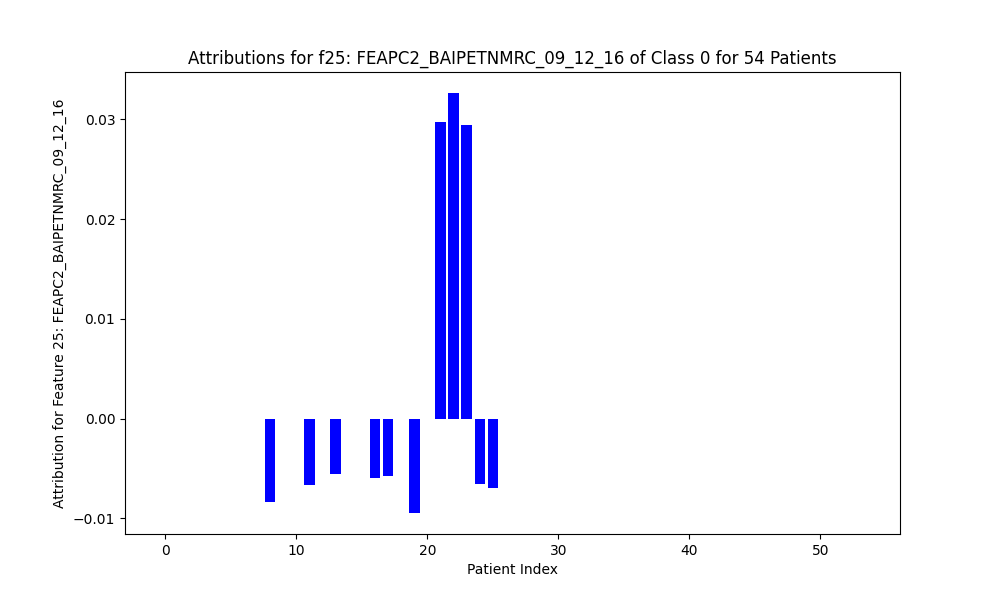 Attributions for f25: FEAPC2_BAIPETNMRC_09_12_16 of Class 0 for 54 Patients
Attribution for Feature 25: FEAPC2_BAIPETNMRC_09_12_16
0.03
0.02
0.01
0.00
−0.01
0 10 20 30 40 50
Patient Index